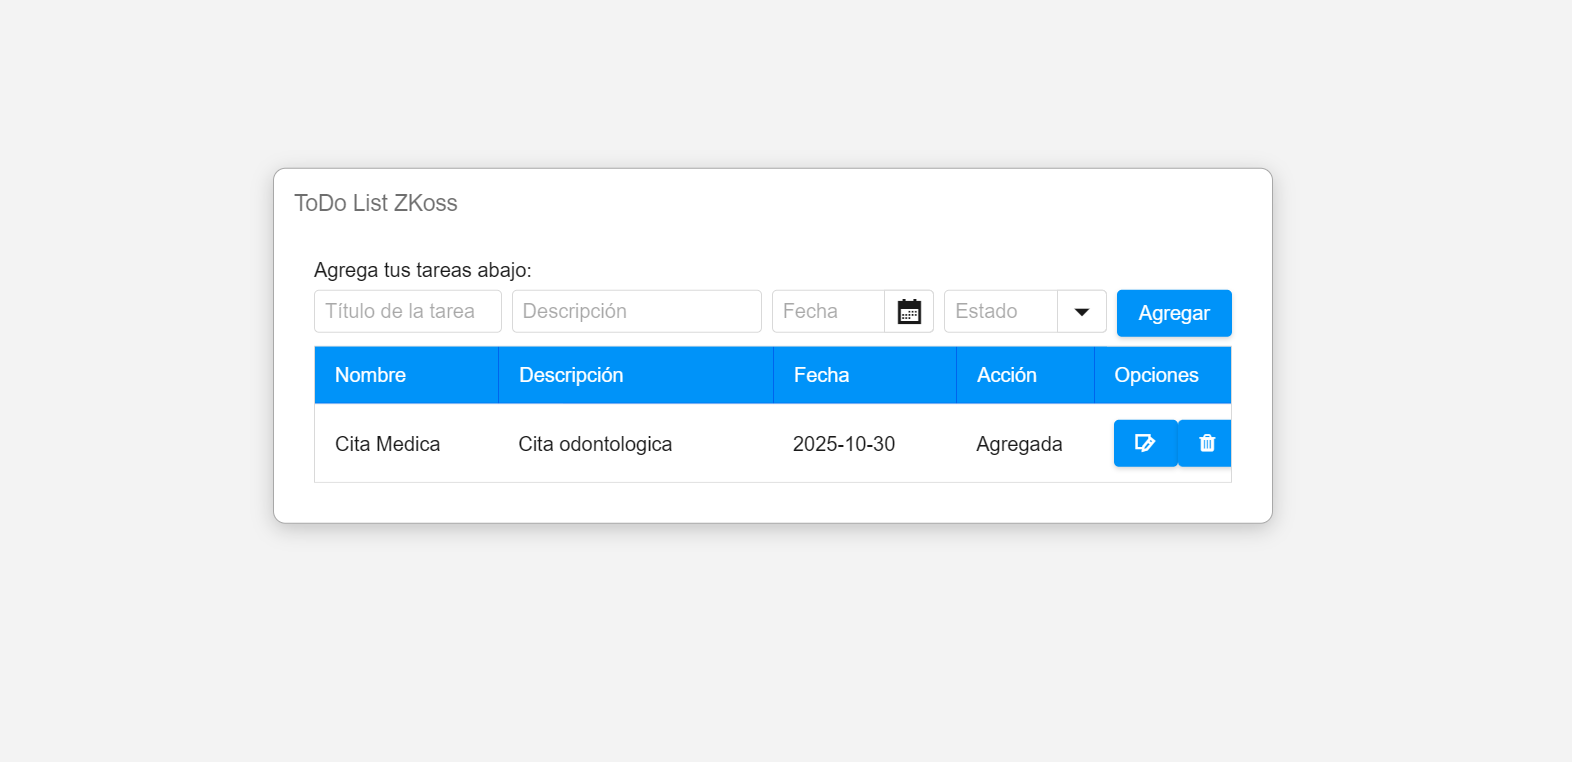 ToDo List ZKoss
Agrega tus tareas abajo:
Título de la tarea Descripción Fecha Estado Agregar
Nombre Descripción Fecha Acción Opciones
Cita Medica Cita odontologica 2025-10-30 Agregada